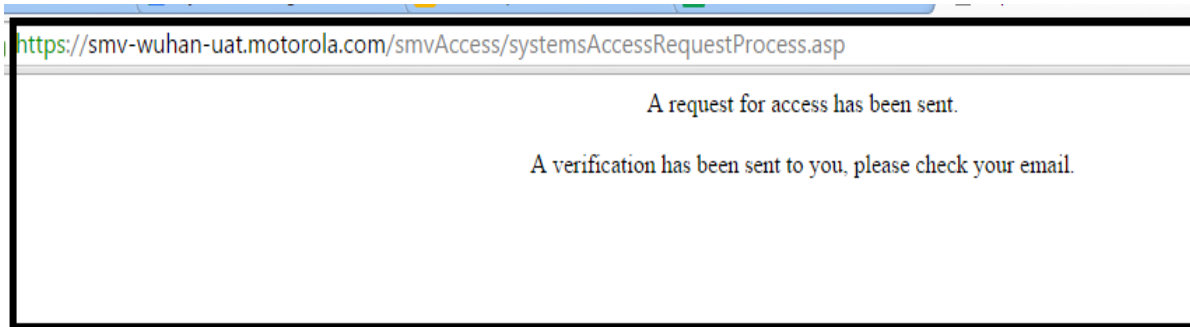 https://smv-wuhan-uat.motorola.com/smvAccess/systemsAccessRequestProcess.asp
A request for access has been sent.
A verification has been sent to you, please check your email.